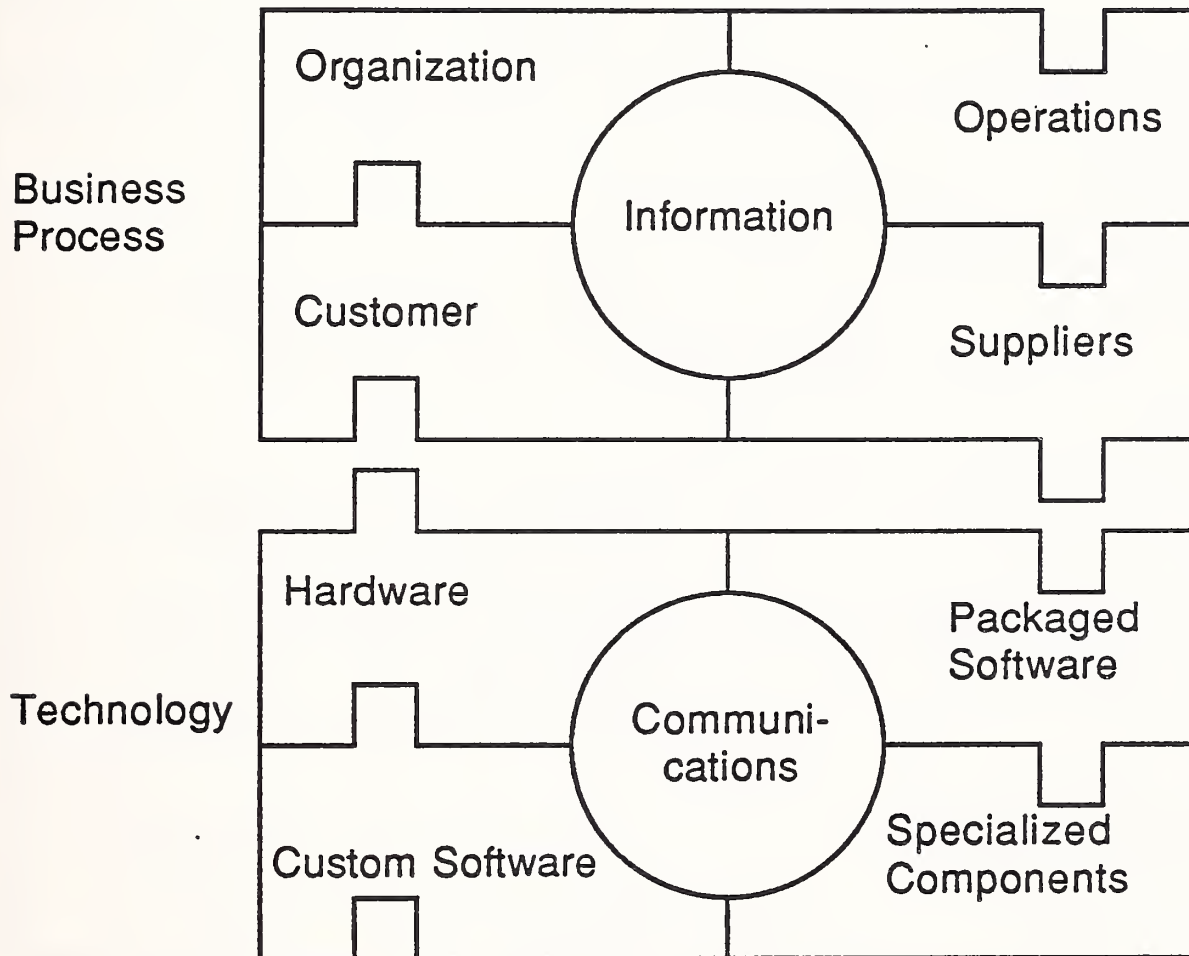 Organization
Operations
Business
Process
Information
Customer
Suppliers
Hardware
Packaged
Software
Technology
Communi-
cations
Specialized
Components
Custom Software